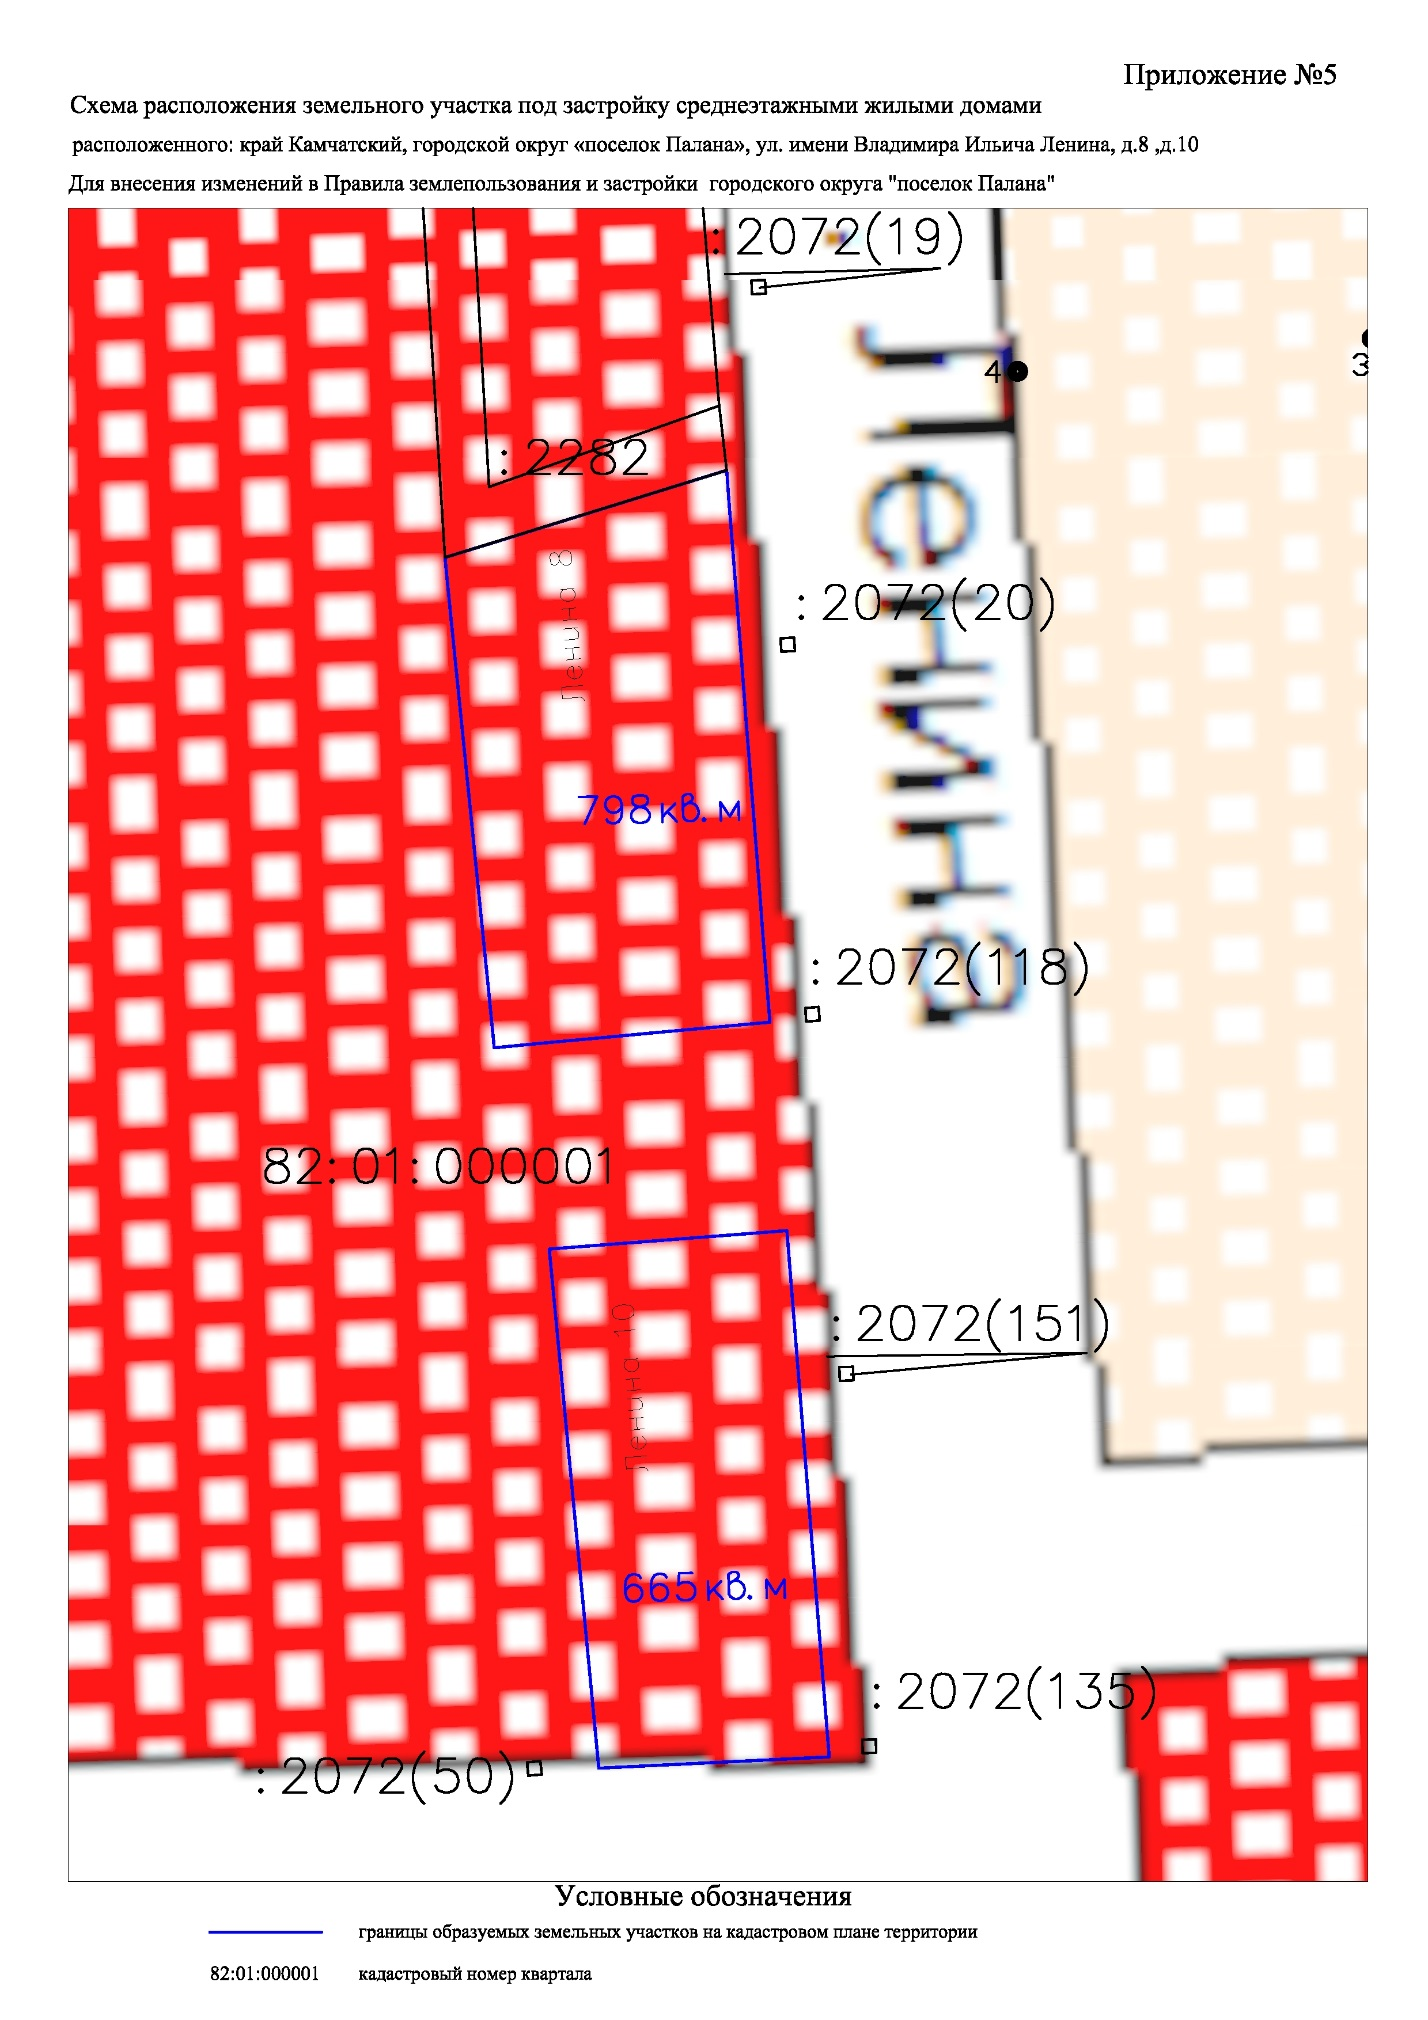 Приложение №5
Схема расположения земельного участка под застройку среднеэтажными жилыми домами
расположенного: край Камчатский, городской округ «поселок Палана», ул. имени Владимира Ильича Ленина, д.8 ,д.10
Для внесения изменений в Правила землепользования и застройки городского округа "поселок Палана"
:2072(19)
4
3
:2282
Ленина
Ленина 8
:2072(20)
798кв.м
:2072(118)
82:01:000001
Ленина 10
:2072(151)
665кв.м
:2072(135)
:2072(50)
Условные обозначения
границы образуемых земельных участков на кадастровом плане территории
82:01:000001 кадастровый номер квартала